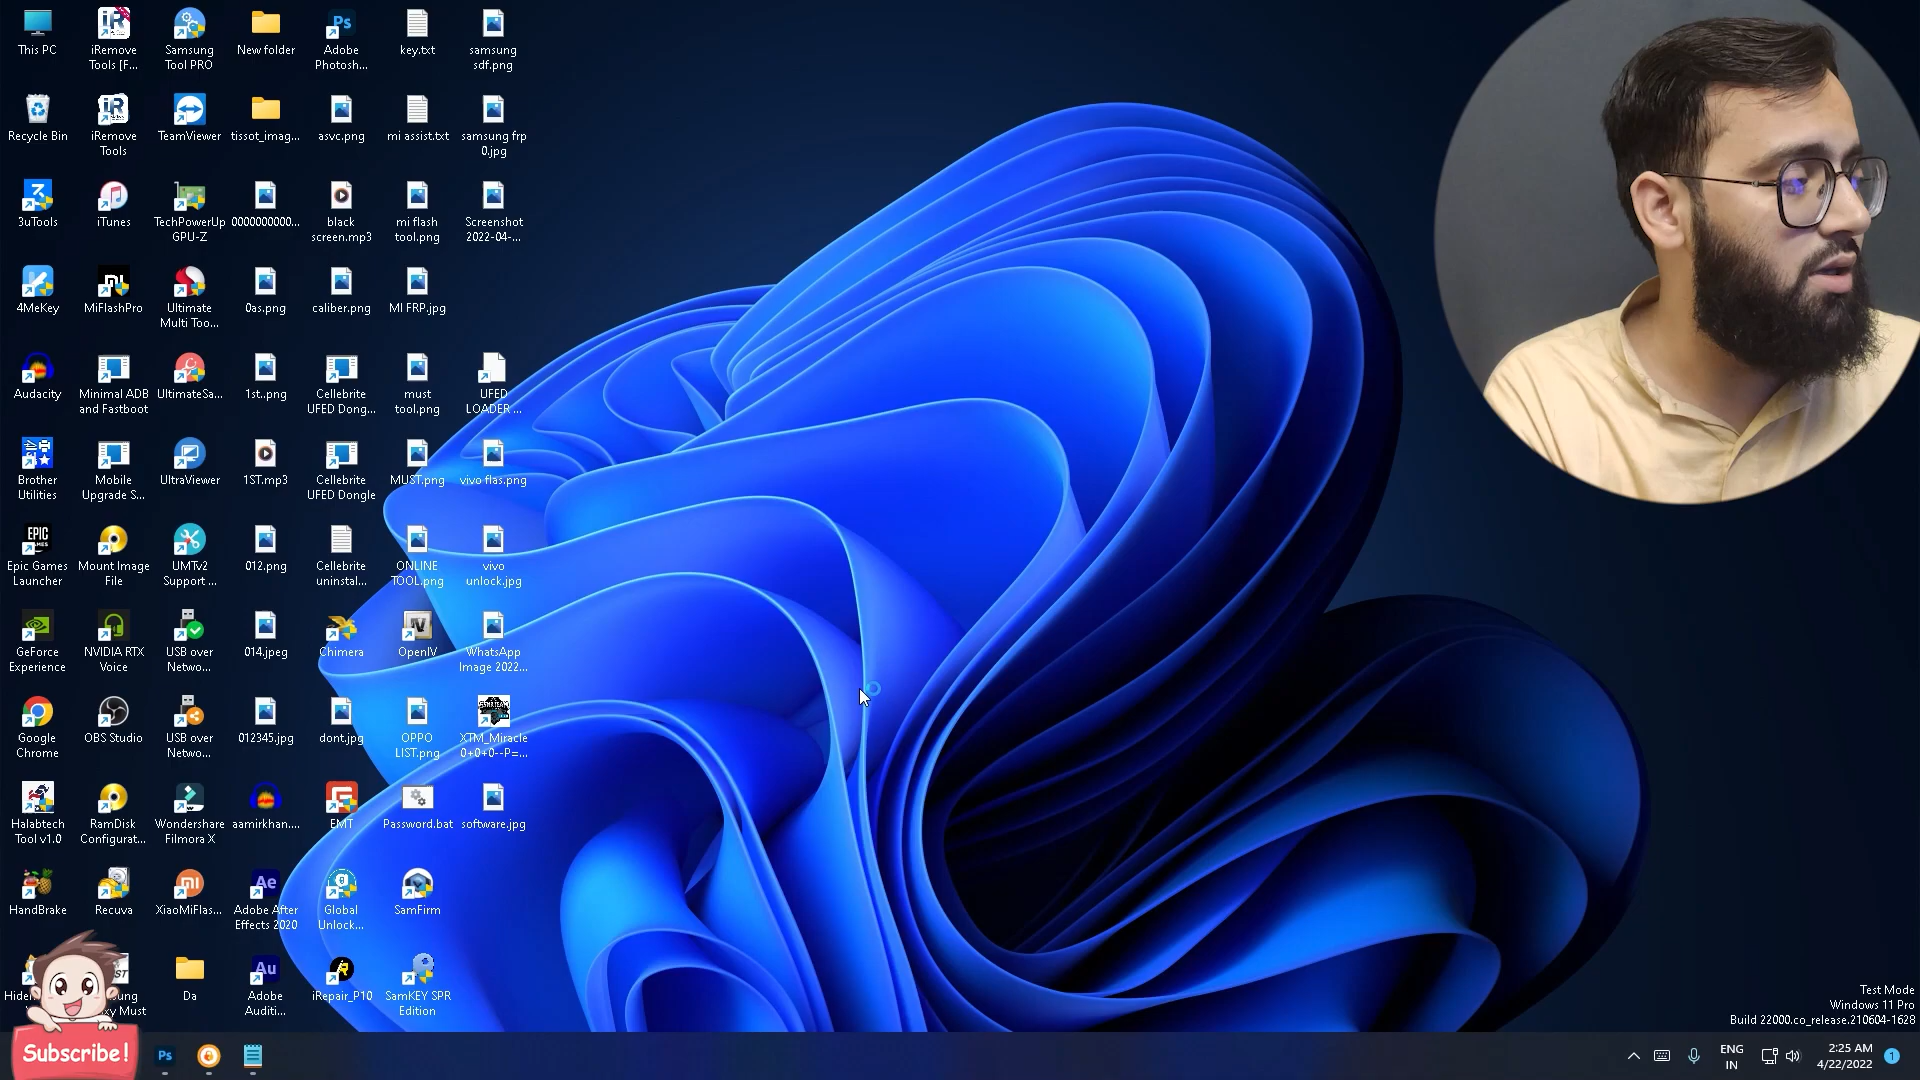 This PC
iRemove
Tools [F...
Samsung
Tool PRO
New folder
Ps
Adobe
Photosh...
key.txt
samsung
sdf.png
Recycle Bin
iRemove
Tools
TeamViewer
tissot_imag...
asvc.png
mi assist.txt
samsung frp
0.jpg
3uTools
iTunes
TechPowerUp
GPU-Z
0000000000...
black
screen.mp3
mi flash
tool.png
Screenshot
2022-04-...
4MeKey
MiFlashPro
Ultimate
Multi Too...
0as.png
caliber.png
MI FRP.jpg
Audacity
Minimal ADB
and Fastboot
UltimateSa...
1st..png
Cellebrite
UFED Dong...
must
tool.png
UFED
LOADER ...
Brother
Utilities
Mobile
Upgrade S...
UltraViewer
1ST.mp3
Cellebrite
UFED Dongle
MUST.png
vivo flas.png
EPIC
Epic Games
Launcher
Mount Image
File
UMTv2
Support ...
012.png
Cellebrite
uninstal...
ONLINE
TOOL.png
vivo
unlock.jpg
GeForce
Experience
NVIDIA RTX
Voice
USB over
Netwo...
014.jpeg
Chimera
OpenIV
WhatsApp
Image 2022...
Google
Chrome
OBS Studio
USB over
Netwo...
012345.jpg
dont.jpg
OPPO
LIST.png
XTM_Miracle
0+0+0--P=...
Halabtech
Tool v1.0
RamDisk
Configurat...
Wondershare
Filmora X
aamirkhan....
EMT
Password.bat
software.jpg
HandBrake
Recuva
XiaoMiFlas...
Ae
Adobe After
Effects 2020
Global
Unlock...
SamFirm
Da
Au
Adobe
Auditi...
iRepair_P10
SamKEY SPR
Edition
Must
Subscribe!
Ps
Test Mode
Windows 11 Pro
Build 22000.co_release.210604-1628
ENG
IN
2:25 AM
4/22/2022
1